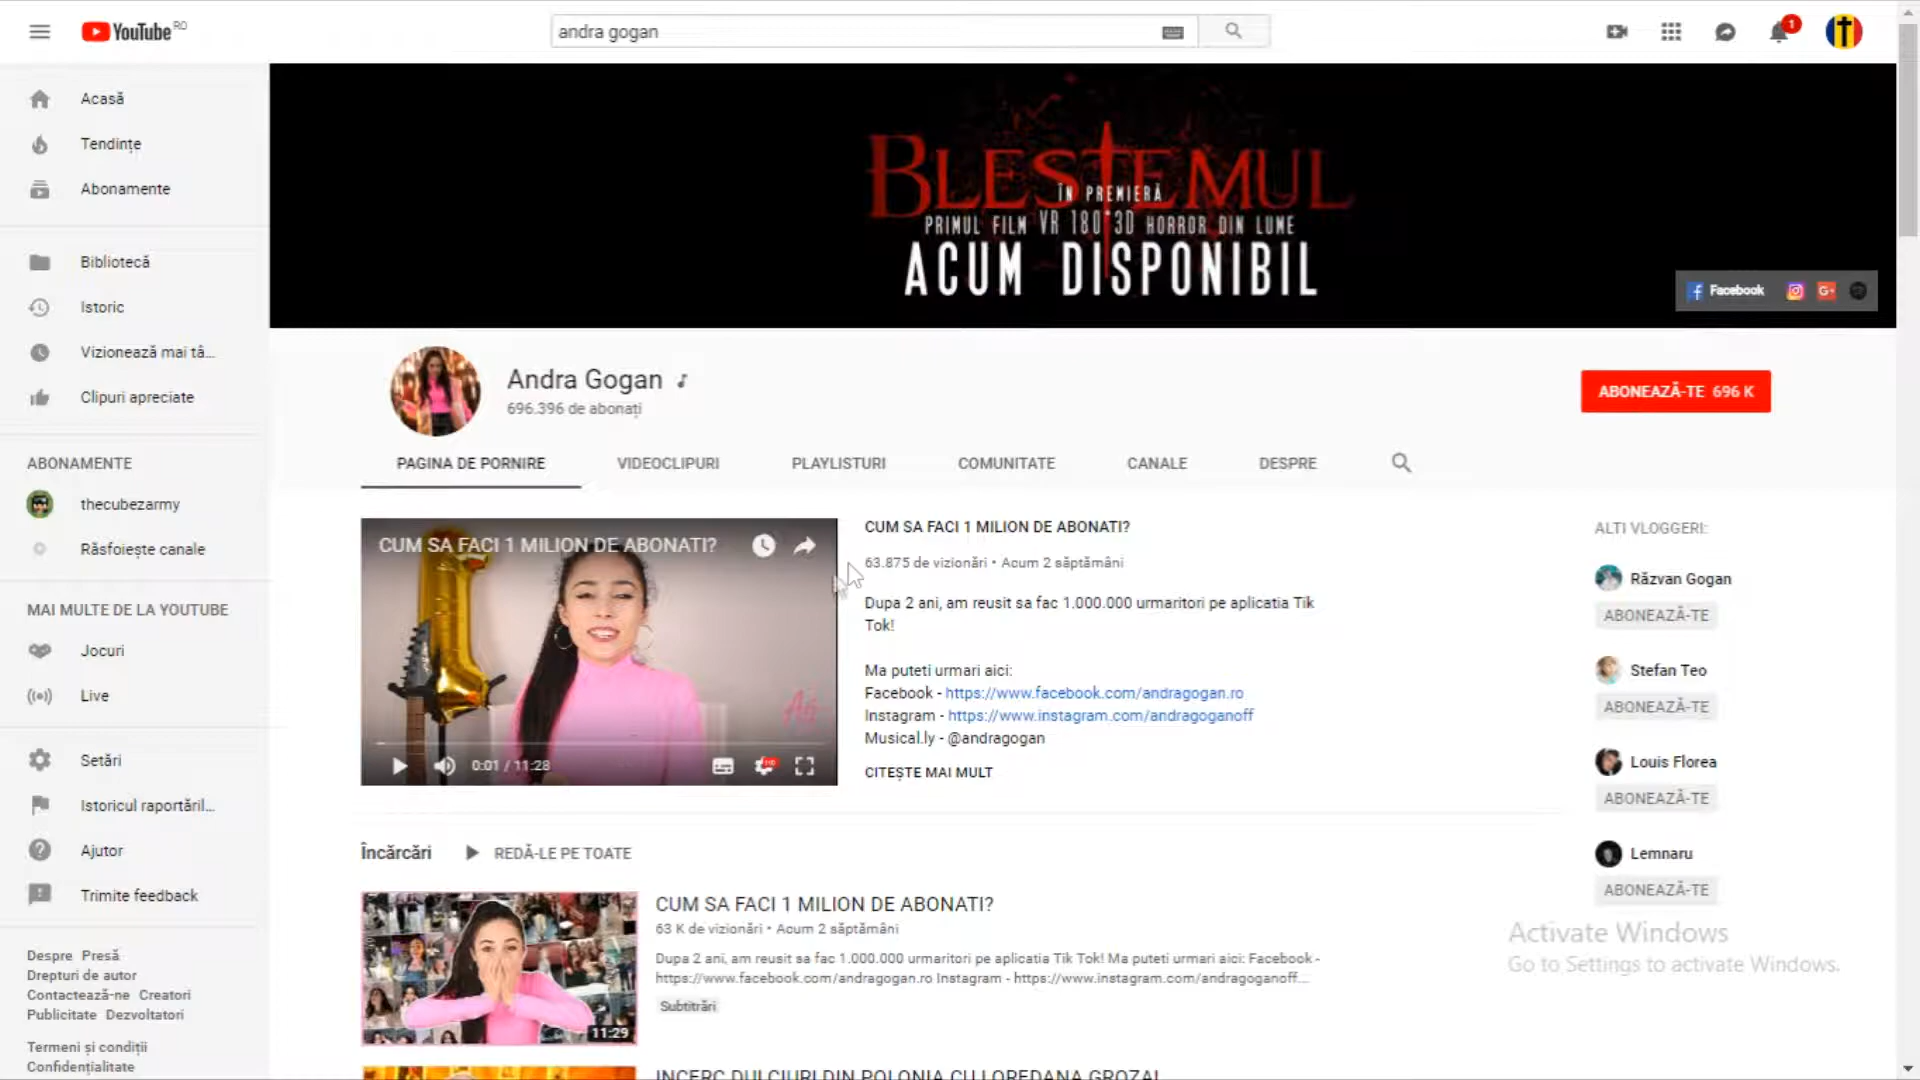 YouTube RO
andra gogan
1
Acasă
Tendințe
Abonamente
Bibliotecă
Istoric
Vizionează mai tâ...
Clipuri apreciate
ABONAMENTE
thecubezarmy
Răsfoiește canale
MAI MULTE DE LA YOUTUBE
Jocuri
Live
Setări
Istoricul raportăril...
Ajutor
Trimite feedback
Despre Presă
Drepturi de autor
Contactează-ne Creatori
Publicitate Dezvoltatori
Termeni și condiții
Confidențialitate
BLESTEMUL
ÎN PREMIERĂ
PRIMUL FILM VR 180°3D HORROR DIN LUME
ACUM DISPONIBIL
Facebook
Andra Gogan
696.396 de abonați
ABONEAZĂ-TE 696 K
PAGINA DE PORNIRE
VIDEOCLIPURI
PLAYLISTURI
COMUNITATE
CANALE
DESPRE
CUM SA FACI 1 MILION DE ABONATI?
0:01 / 11:28
CUM SA FACI 1 MILION DE ABONATI?
63.875 de vizionări • Acum 2 săptămâni
Dupa 2 ani, am reusit sa fac 1.000.000 urmaritori pe aplicatia Tik
Tok!
Ma puteti urmari aici:
Facebook - https://www.facebook.com/andragogan.ro
Instagram - https://www.instagram.com/andragoganoff
Musical.ly - @andragogan
CITEȘTE MAI MULT
ALTI VLOGGERI:
Răzvan Gogan
ABONEAZĂ-TE
Stefan Teo
ABONEAZĂ-TE
Louis Florea
ABONEAZĂ-TE
Lemnaru
ABONEAZĂ-TE
Încărcări
REDĂ-LE PE TOATE
11:29
CUM SA FACI 1 MILION DE ABONATI?
63 K de vizionări • Acum 2 săptămâni
Dupa 2 ani, am reusit sa fac 1.000.000 urmaritori pe aplicatia Tik Tok! Ma puteti urmari aici: Facebook -
https://www.facebook.com/andragogan.ro Instagram - https://www.instagram.com/andragoganoff...
Subtitrări
INCERC DULCIURI DIN POLONIA CU LOREDANA GROZA!
Activate Windows
Go to Settings to activate Windows.